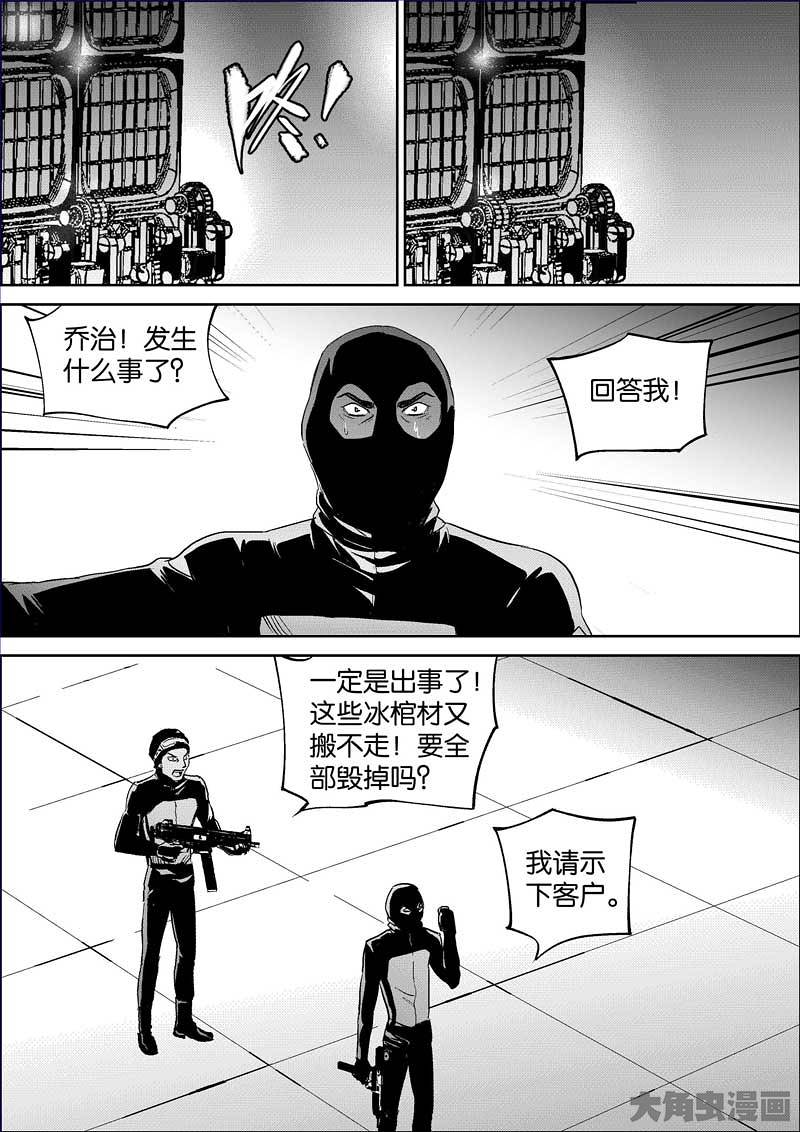 咚！
乔治！发生
什么事了？
回答我！
一定是出事了！
这些冰棺材又
搬不走！要全
部毁掉吗？
我请示
下客户。
大角虫漫画